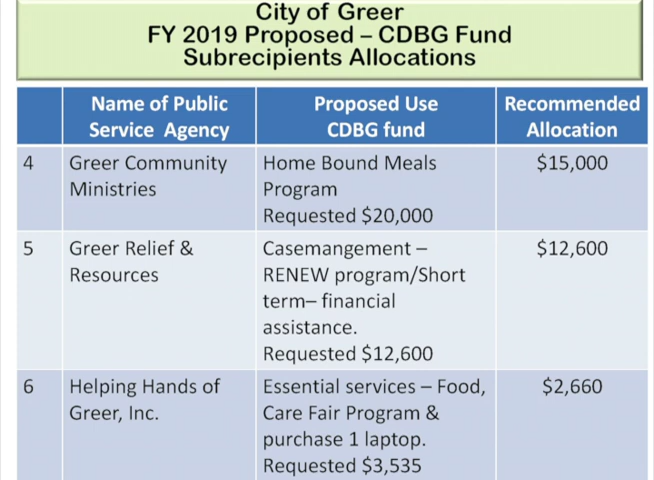 City of Greer
FY 2019 Proposed – CDBG Fund
Subrecipients Allocations
Name of Public
Service Agency
Proposed Use
CDBG fund
Recommended
Allocation
4
Greer Community
Ministries
Home Bound Meals
Program
Requested $20,000
$15,000
5
Greer Relief &
Resources
Casemangement –
RENEW program/Short
term– financial
assistance.
Requested $12,600
$12,600
6
Helping Hands of
Greer, Inc.
Essential services – Food,
Care Fair Program &
purchase 1 laptop.
Requested $3,535
$2,660